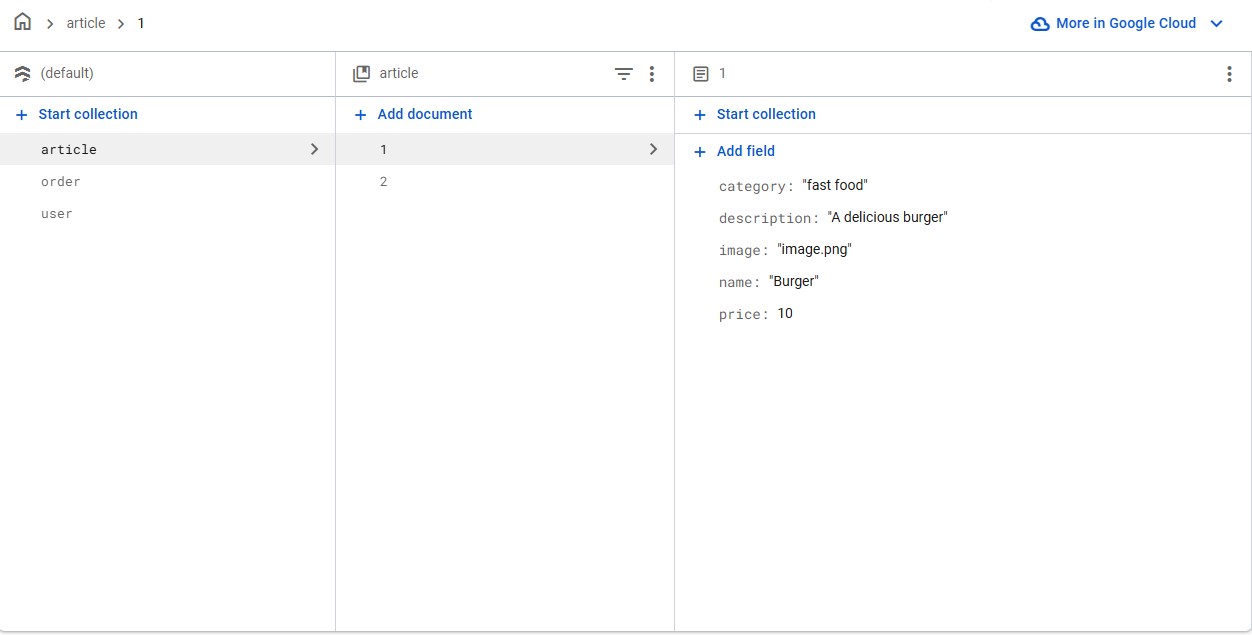 article 1
More in Google Cloud
(default)
article
1
Start collection
Add document
Start collection
article
order
user
1
2
Add field
category: "fast food"
description: "A delicious burger"
image: "image.png"
name: "Burger"
price: 10